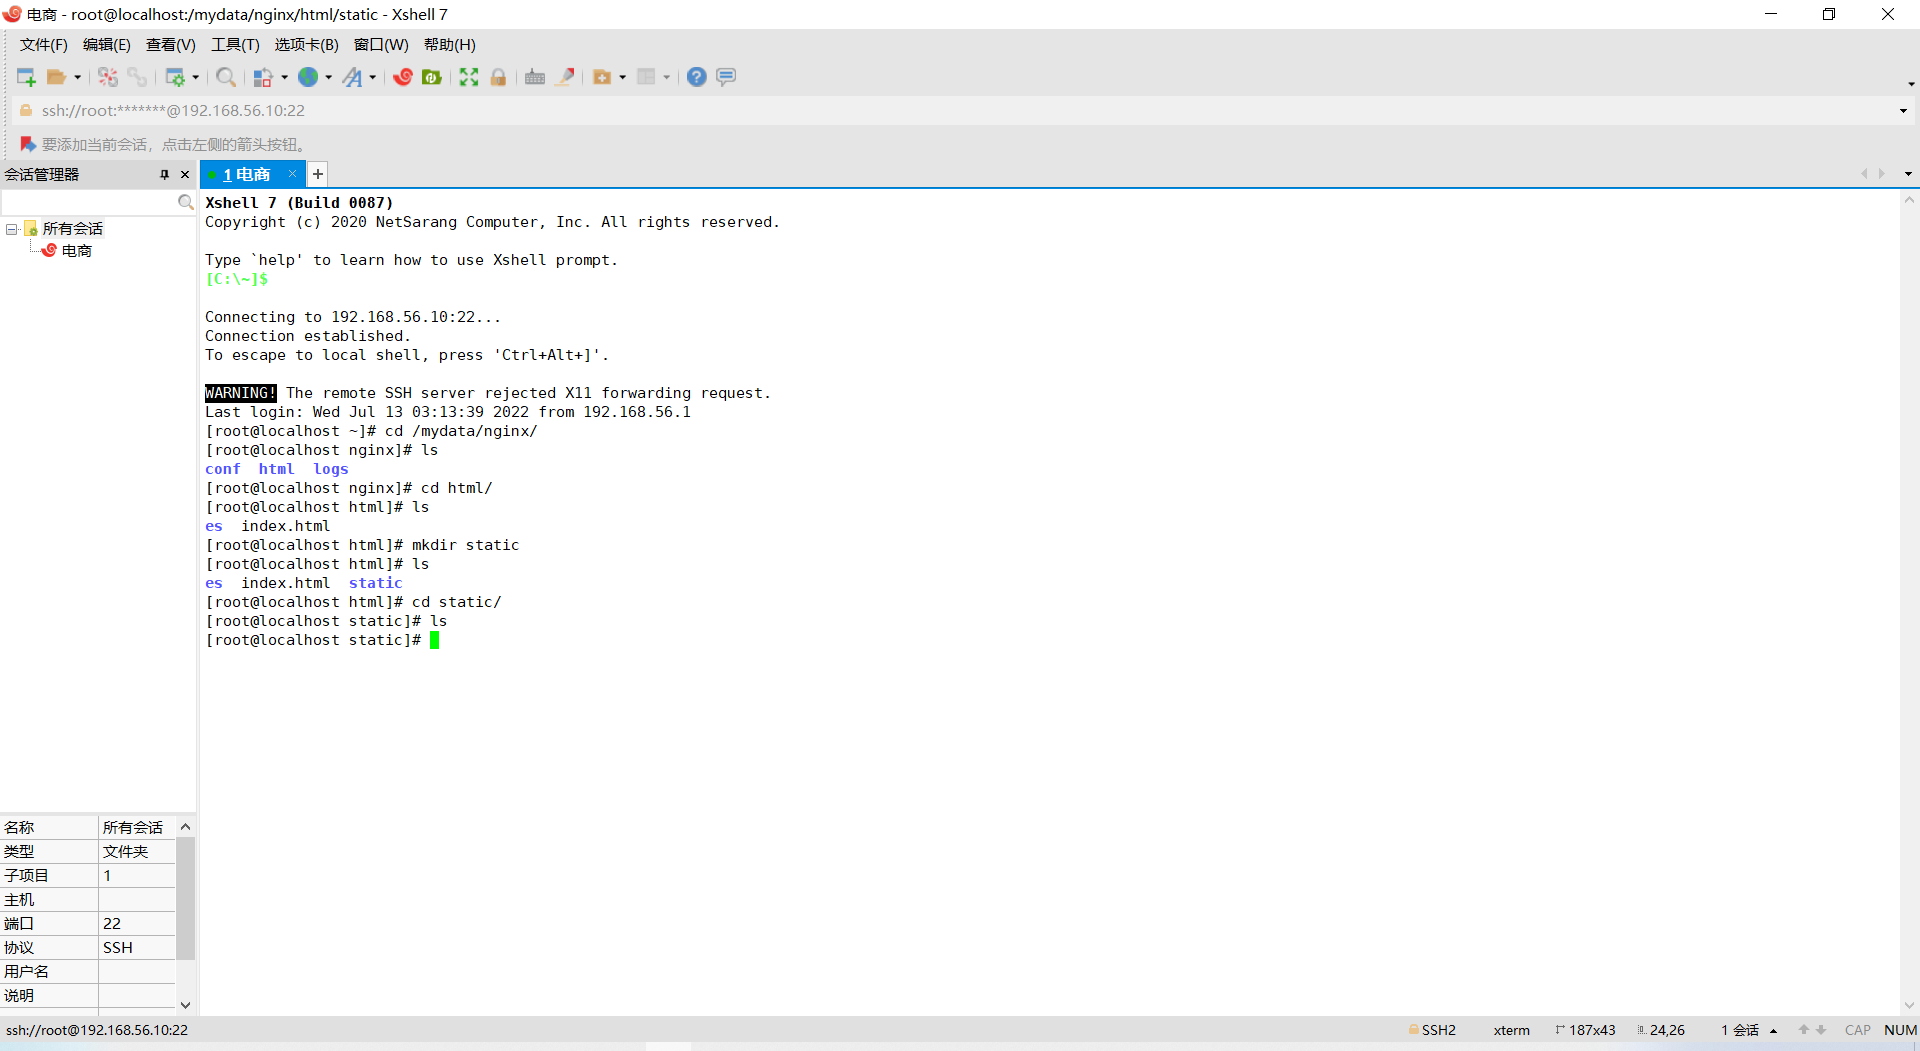 电商 - root@localhost:/mydata/nginx/html/static - Xshell 7
文件(F) 编辑(E) 查看(V) 工具(T) 选项卡(B) 窗口(W) 帮助(H)
ssh://root:*******@192.168.56.10:22
要添加当前会话，点击左侧的箭头按钮。
会话管理器
1 电商
所有会话
电商
Xshell 7 (Build 0087)
Copyright (c) 2020 NetSarang Computer, Inc. All rights reserved.
Type `help' to learn how to use Xshell prompt.
[C:\~]$
Connecting to 192.168.56.10:22...
Connection established.
To escape to local shell, press 'Ctrl+Alt+]'.
WARNING! The remote SSH server rejected X11 forwarding request.
Last login: Wed Jul 13 03:13:39 2022 from 192.168.56.1
[root@localhost ~]# cd /mydata/nginx/
[root@localhost nginx]# ls
conf  html  logs
[root@localhost nginx]# cd html/
[root@localhost html]# ls
es  index.html
[root@localhost html]# mkdir static
[root@localhost html]# ls
es  index.html  static
[root@localhost html]# cd static/
[root@localhost static]# ls
[root@localhost static]#
名称 所有会话
类型 文件夹
子项目 1
主机
端口 22
协议 SSH
用户名
说明
ssh://root@192.168.56.10:22 SSH2 xterm 187x43 24,26 1 会话 CAP NUM